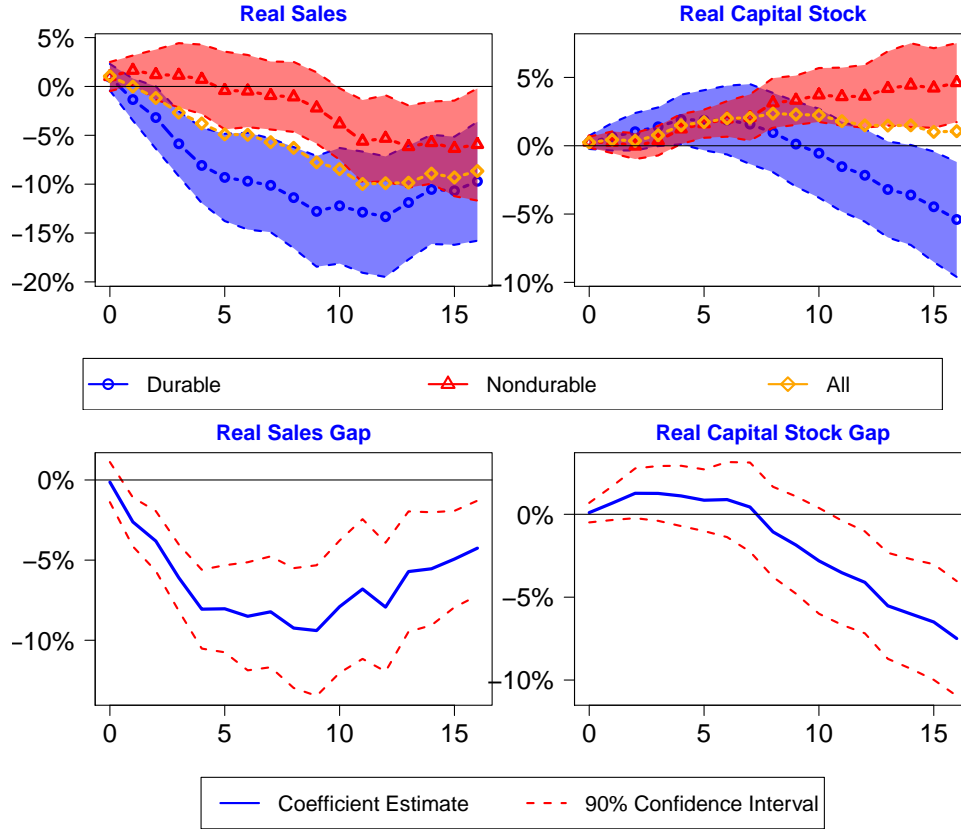 Real Sales
Real Capital Stock
5%
0%
−5%
−10%
−15%
−20%
0 5 10 15
5%
0%
−5%
−10%
0 5 10 15
Durable Nondurable All
Real Sales Gap
Real Capital Stock Gap
0%
−5%
−10%
0 5 10 15
0%
−5%
−10%
0 5 10 15
Coefficient Estimate 90% Confidence Interval